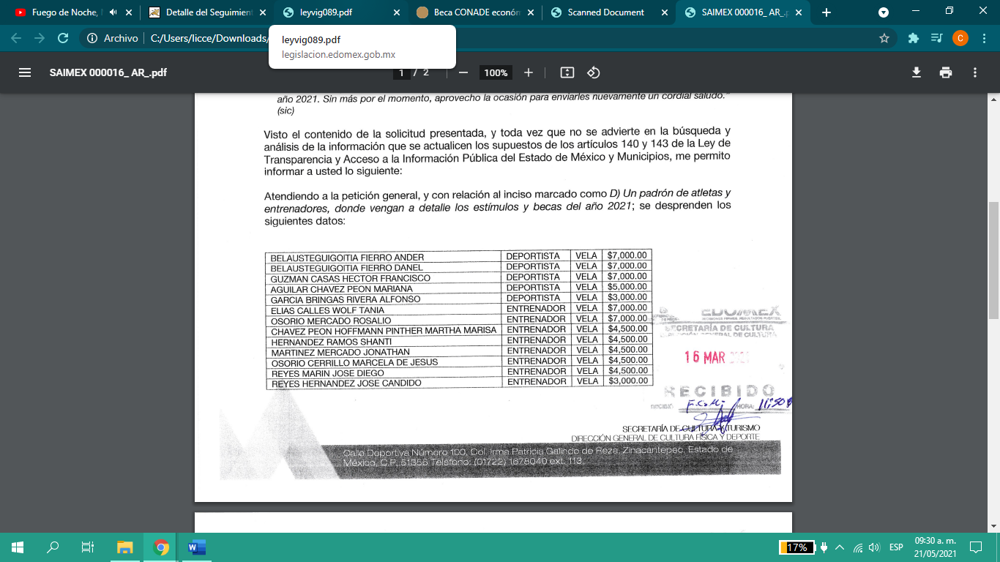 Fuego de Noche,
Detalle del Seguimient
leyvig089.pdf
Beca CONADE econór
Scanned Document
SAIMEX 000016_ AR_.p
Archivo C:/Users/licce/Downloads/
C
leyvig089.pdf
legislacion.edomex.gob.mx
SAIMEX 000016_ AR_.pdf
1 / 2
100%
año 2021. Sin más por el momento, aprovecho la ocasión para enviarles nuevamente un cordial saludo."
(sic)
Visto el contenido de la solicitud presentada, y toda vez que no se advierte en la búsqueda y
análisis de la información que se actualicen los supuestos de los artículos 140 y 143 de la Ley de
Transparencia y Acceso a la Información Pública del Estado de México y Municipios, me permito
informar a usted lo siguiente:
Atendiendo a la petición general, y con relación al inciso marcado como D) Un padrón de atletas y
entrenadores, donde vengan a detalle los estímulos y becas del año 2021; se desprenden los
siguientes datos:
BELAUSTEGUIGOITIA FIERRO ANDER DEPORTISTA VELA $7,000.00
BELAUSTEGUIGOITIA FIERRO DANEL DEPORTISTA VELA $7,000.00
GUZMAN CASAS HECTOR FRANCISCO DEPORTISTA VELA $7,000.00
AGUILAR CHAVEZ PEON MARIANA DEPORTISTA VELA $5,000.00
GARCIA BRINGAS RIVERA ALFONSO DEPORTISTA VELA $3,000.00
ELIAS CALLES WOLF TANIA ENTRENADOR VELA $7,000.00
OSORIO MERCADO ROSALIO ENTRENADOR VELA $7,000.00
CHAVEZ PEON HOFFMANN PINTHER MARTHA MARISA ENTRENADOR VELA $4,500.00
HERNANDEZ RAMOS SHANTI ENTRENADOR VELA $4,500.00
MARTINEZ MERCADO JONATHAN ENTRENADOR VELA $4,500.00
OSORIO CERRILLO MARCELA DE JESUS ENTRENADOR VELA $4,500.00
REYES MARIN JOSE DIEGO ENTRENADOR VELA $4,500.00
REYES HERNANDEZ JOSE CANDIDO ENTRENADOR VELA $3,000.00
EDOMEX
SECRETARÍA DE CULTURA
GENERAL DE CULTURA
16 MAR
RECIBIDO
HORA: 11:50
SECRETARÍA DE CULTURA Y TURISMO
DIRECCIÓN GENERAL DE CULTURA FÍSICA Y DEPORTE
Calle Deportiva Número 100, Col. Irma Patricia Galindo de Reza, Zinacantepec, Estado de
México, C.P. 51356 Teléfono: (01722) 1678040 ext. 113.
17%
ESP
09:30 a. m.
21/05/2021